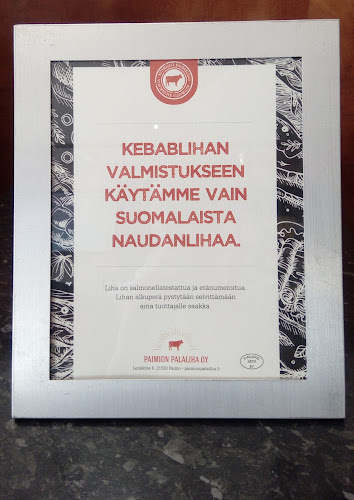 KEBABLIHAN
VALMISTUKSEEN
KÄYTÄMME VAIN
SUOMALAISTA
NAUDANLIHAA.
Liha on salmonellatestattua ja eränumeroitua.
Lihan alkuperä pystytään selvittämään
aina tuottajalle saakka
PAIMION PALALIHA OY